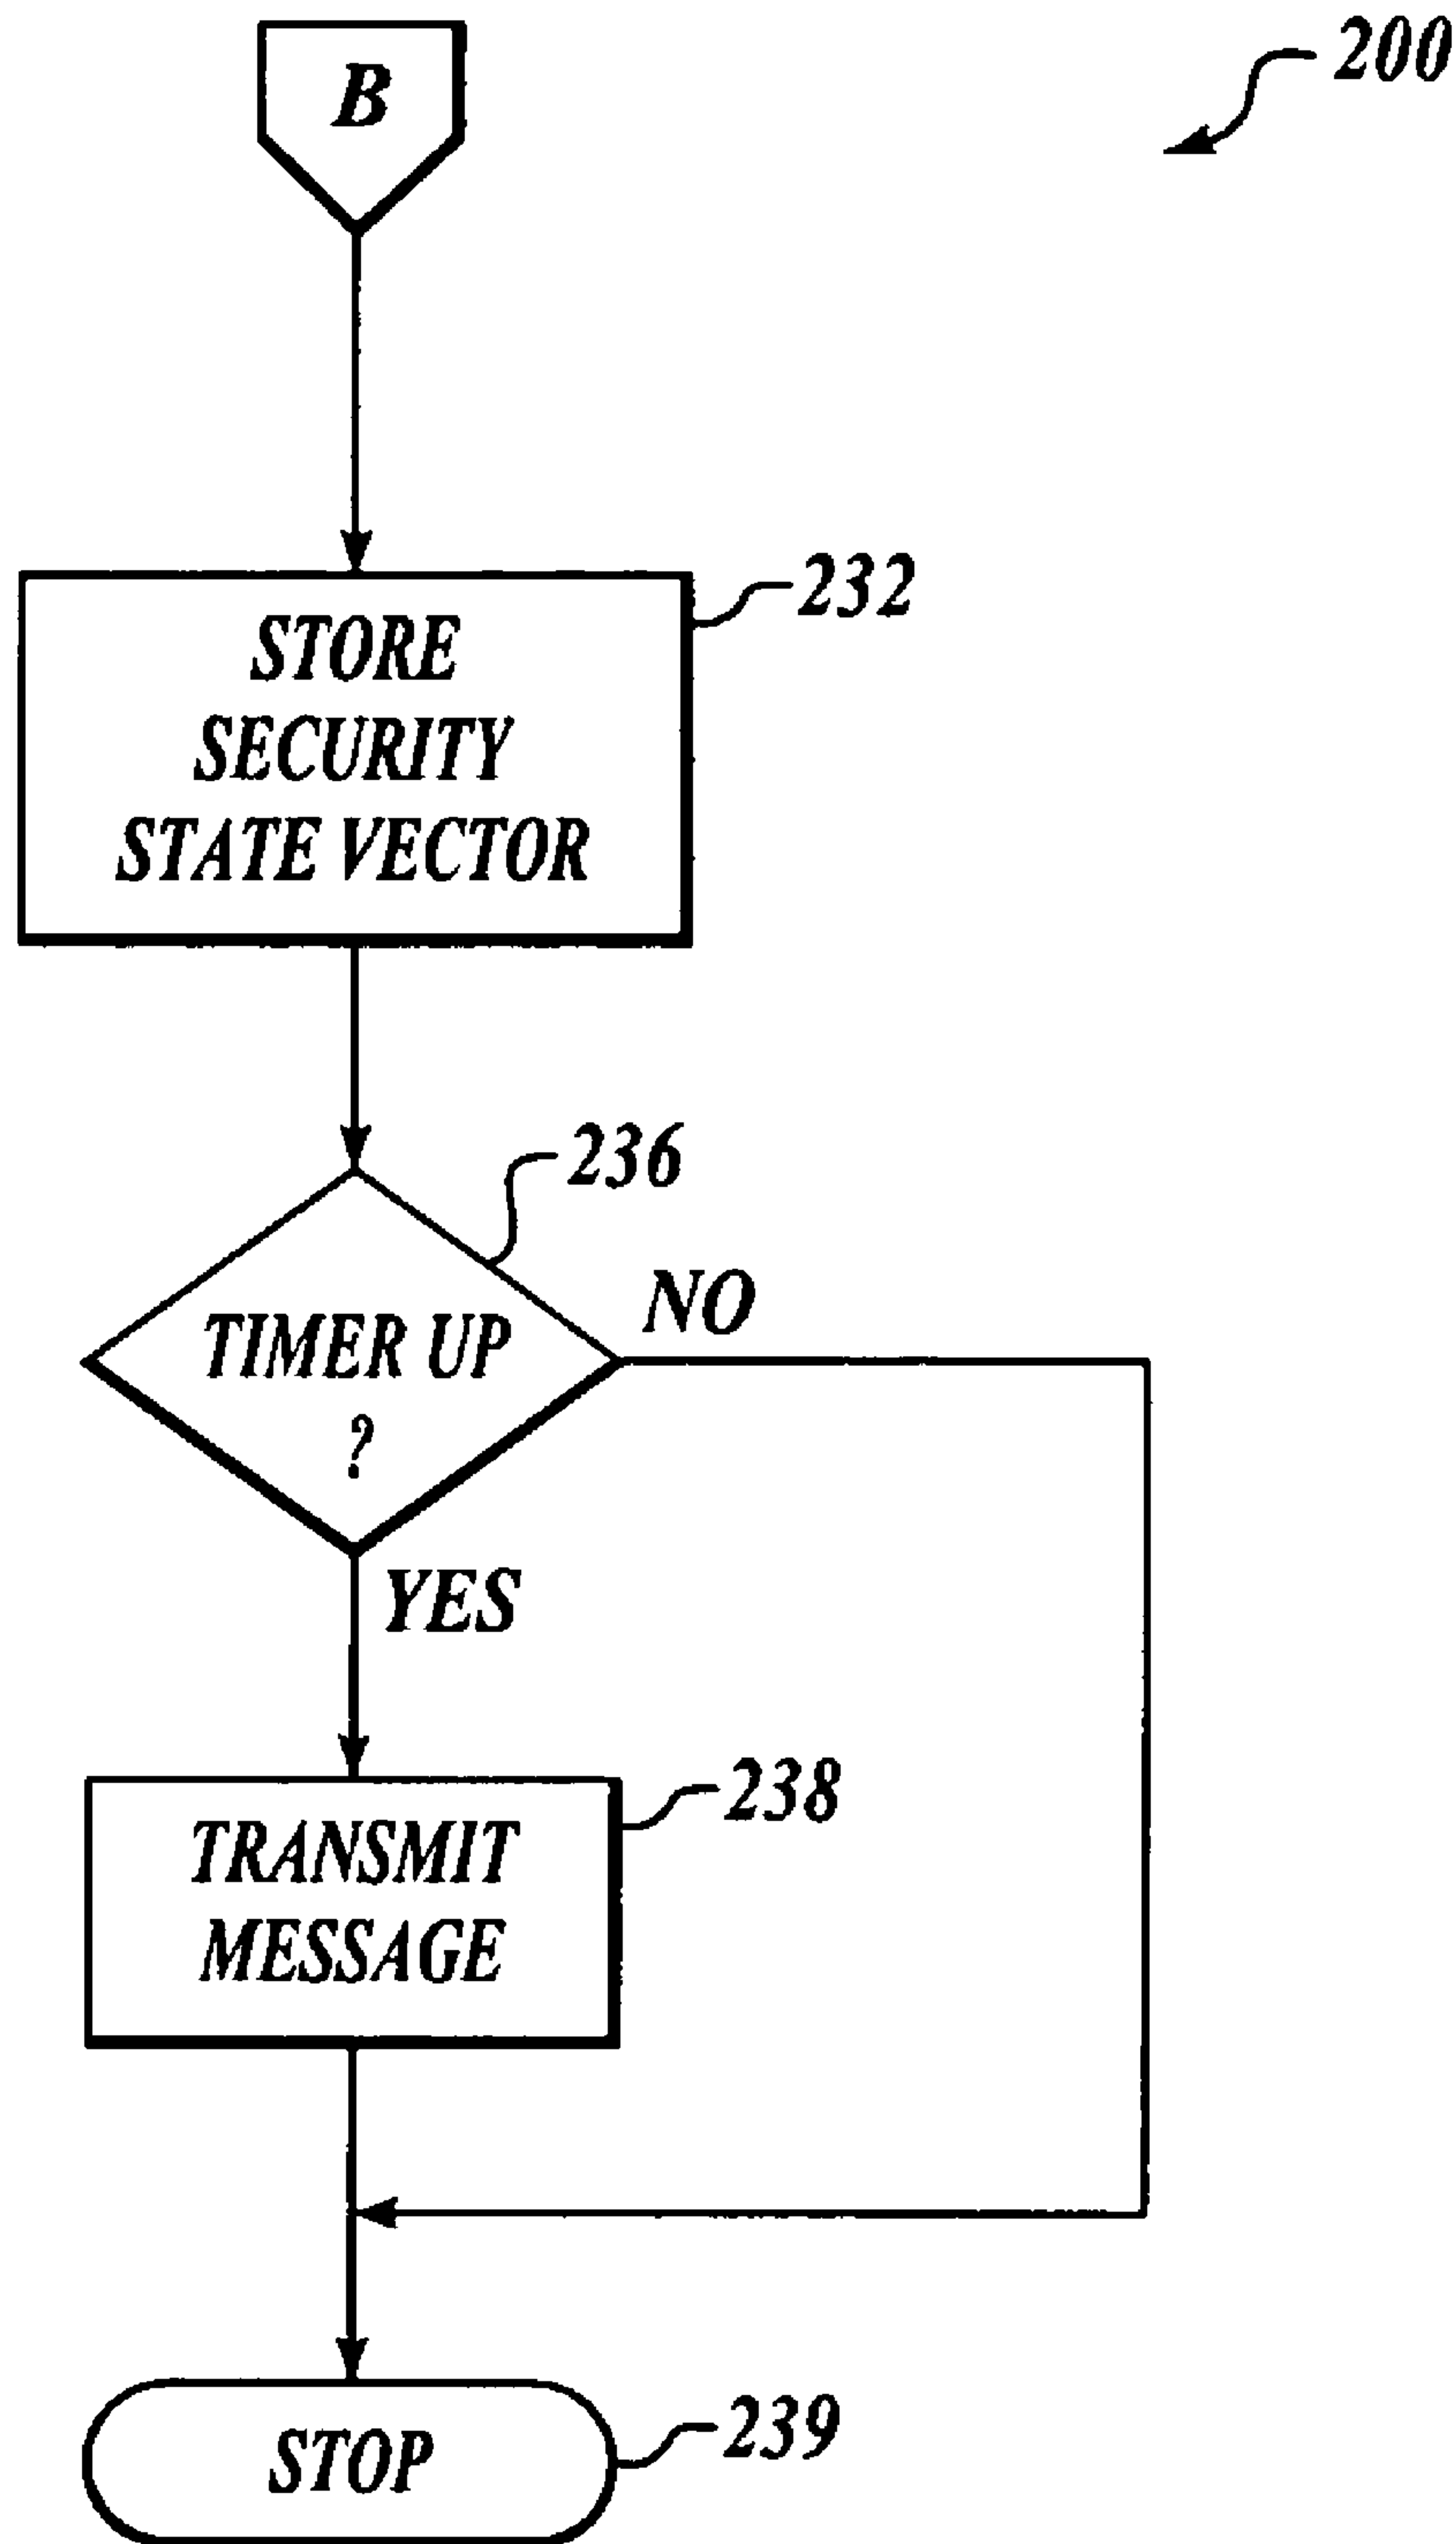 B
200
232
STORE
SECURITY
STATE VECTOR
236
NO
TIMER UP
?
YES
238
TRANSMIT
MESSAGE
239
STOP